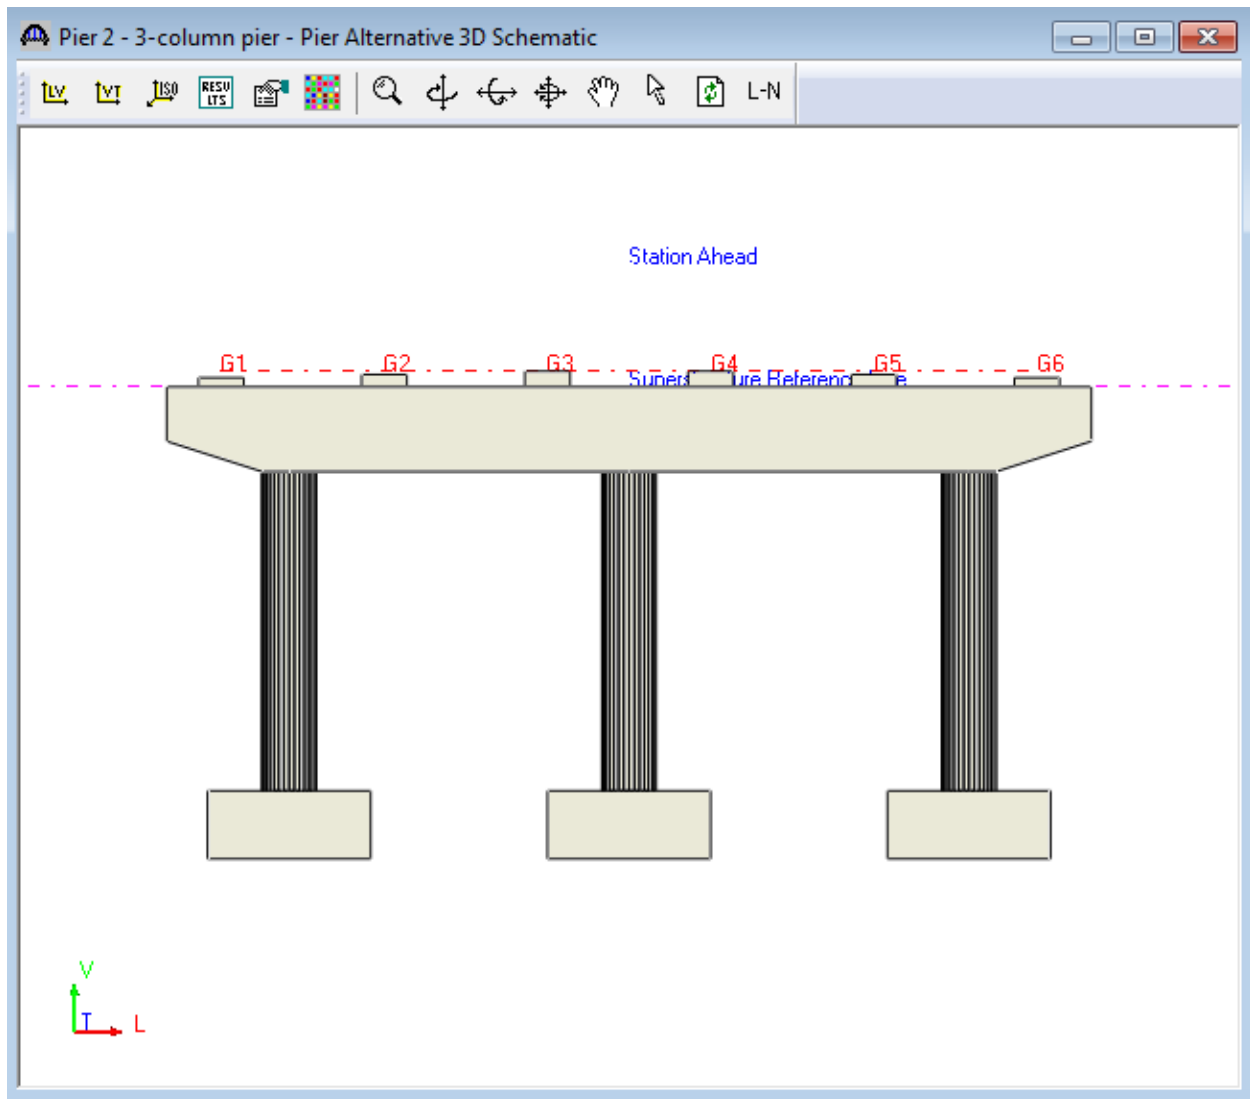 Pier 2 - 3-column pier - Pier Alternative 3D Schematic
LV VT ISO RESU LTS L-N
Station Ahead
G1 G2 G3 G4 G5 G6
V
T L